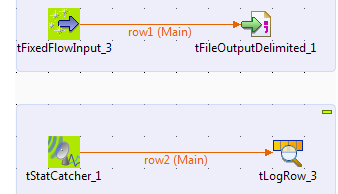 row1 (Main)
tFixedFlowInput_3
tFileOutputDelimited_1
row2 (Main)
tStatCatcher_1
tLogRow_3